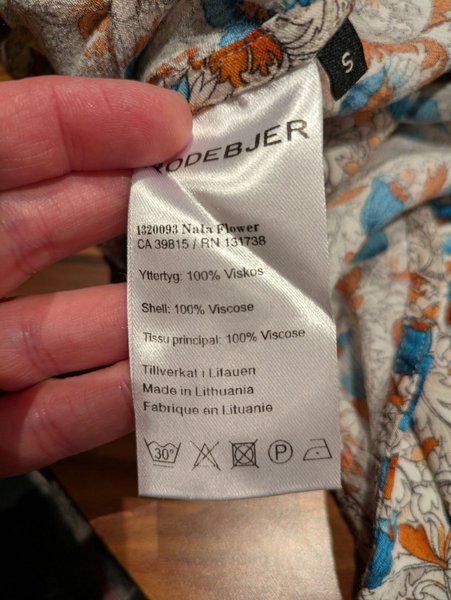 S
RODEBJER
1320093 Nala Flower
CA 39815 / RN 131738
Yttertyg: 100% Viskos
Shell: 100% Viscose
Tissu principal: 100% Viscose
Tillverkat i Litauen
Made in Lithuania
Fabrique en Lituanie
30° P